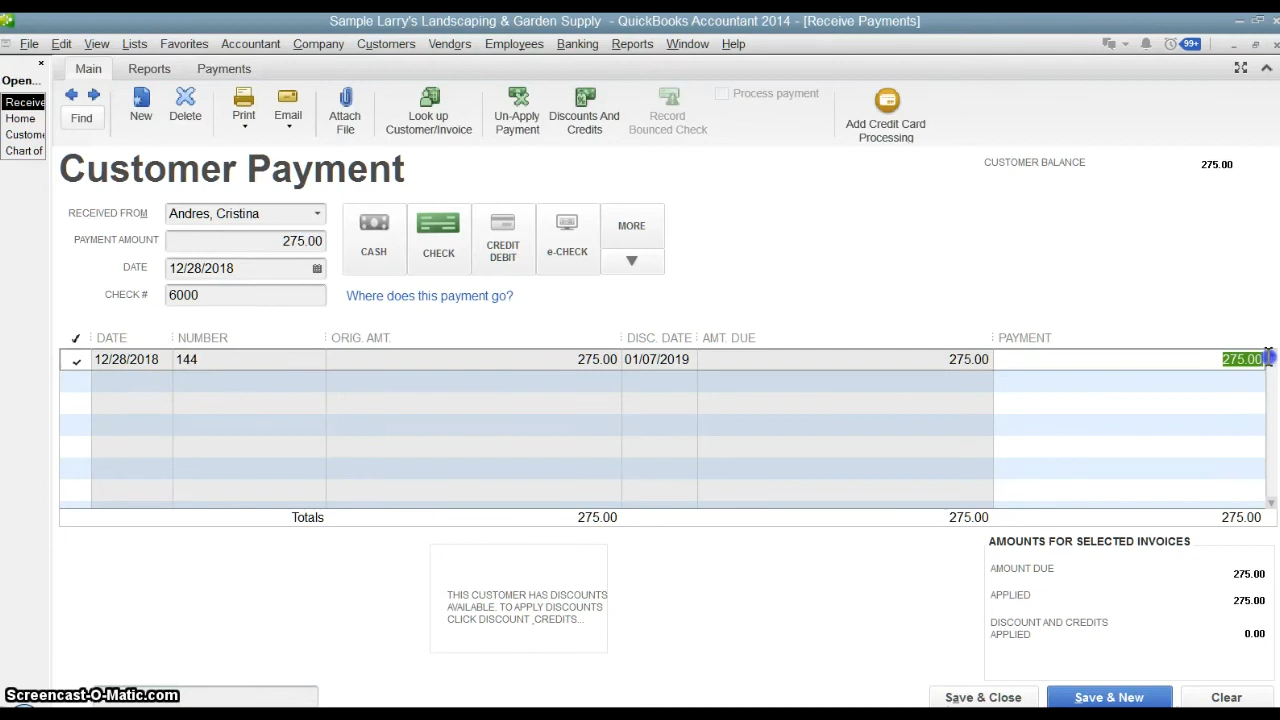 Sample Larry's Landscaping & Garden Supply - QuickBooks Accountant 2014 - [Receive Payments]
File Edit View Lists Favorites Accountant Company Customers Vendors Employees Banking Reports Window Help
99+
Open...
Receive
Home
Custome
Chart of
Main Reports Payments
Find
New
Delete
Print
Email
Attach
File
Look up
Customer/Invoice
Un-Apply
Payment
Discounts And
Credits
Record
Bounced Check
Process payment
Add Credit Card
Processing
Customer Payment
CUSTOMER BALANCE 275.00
RECEIVED FROM Andres, Cristina
PAYMENT AMOUNT 275.00
DATE 12/28/2018
CHECK # 6000
CASH
CHECK
CREDIT
DEBIT
e-CHECK
MORE
Where does this payment go?
DATE NUMBER ORIG. AMT. DISC. DATE AMT. DUE PAYMENT
12/28/2018 144 275.00 01/07/2019 275.00 275.00
Totals 275.00 275.00 275.00
THIS CUSTOMER HAS DISCOUNTS
AVAILABLE. TO APPLY DISCOUNTS
CLICK DISCOUNT _CREDITS...
AMOUNTS FOR SELECTED INVOICES
AMOUNT DUE 275.00
APPLIED 275.00
DISCOUNT AND CREDITS
APPLIED 0.00
Screencast-O-Matic.com
Save & Close Save & New Clear